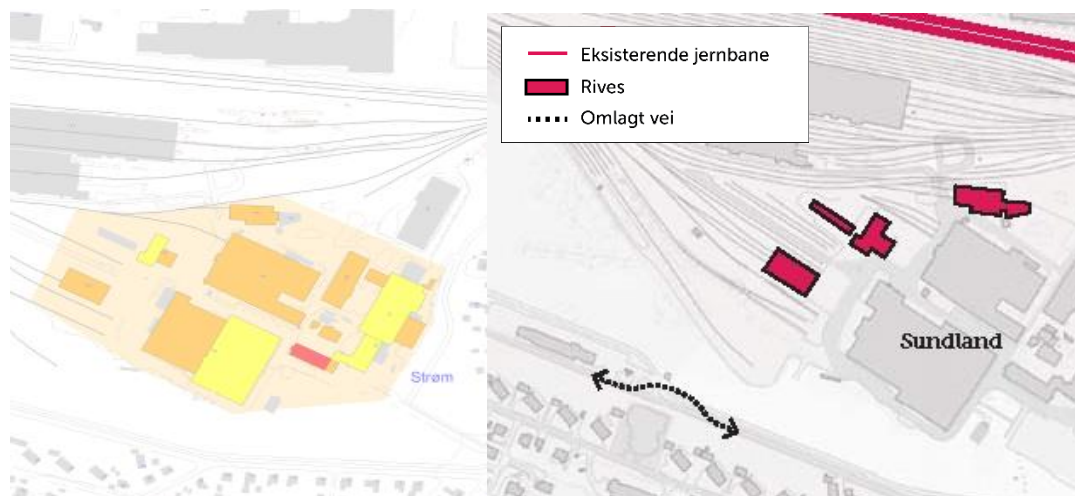 Eksisterende jernbane
Rives
Omlagt vei
Strøm
Sundland